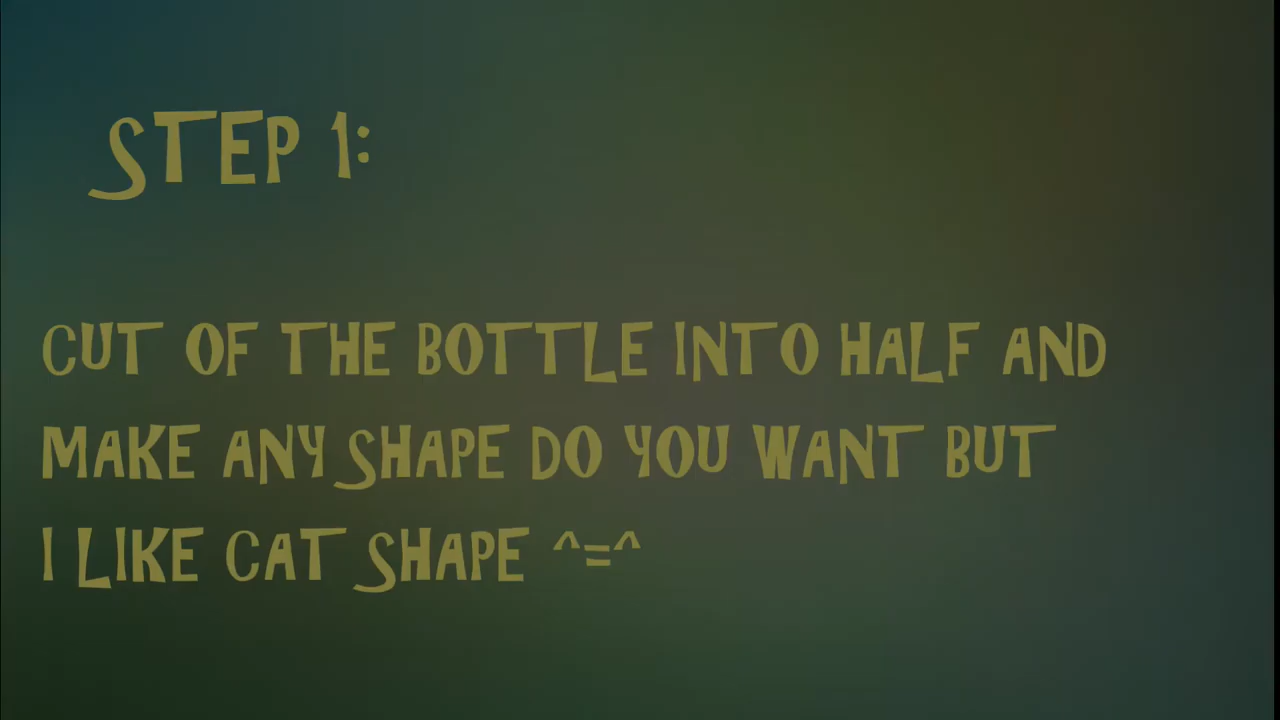 STEP 1:
CUT OF THE BOTTLE INTO HALF AND
MAKE ANY SHAPE DO YOU WANT BUT
I LIKE CAT SHAPE ^=^